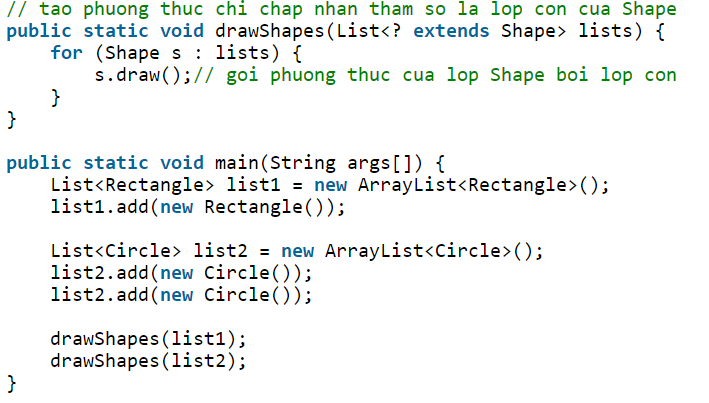 // tao phuong thuc chi chap nhan tham so la lop con cua Shape
public static void drawShapes(List<? extends Shape> lists) {
    for (Shape s : lists) {
        s.draw();// goi phuong thuc cua lop Shape boi lop con
    }
}

public static void main(String args[]) {
    List<Rectangle> list1 = new ArrayList<Rectangle>();
    list1.add(new Rectangle());

    List<Circle> list2 = new ArrayList<Circle>();
    list2.add(new Circle());
    list2.add(new Circle());

    drawShapes(list1);
    drawShapes(list2);
}